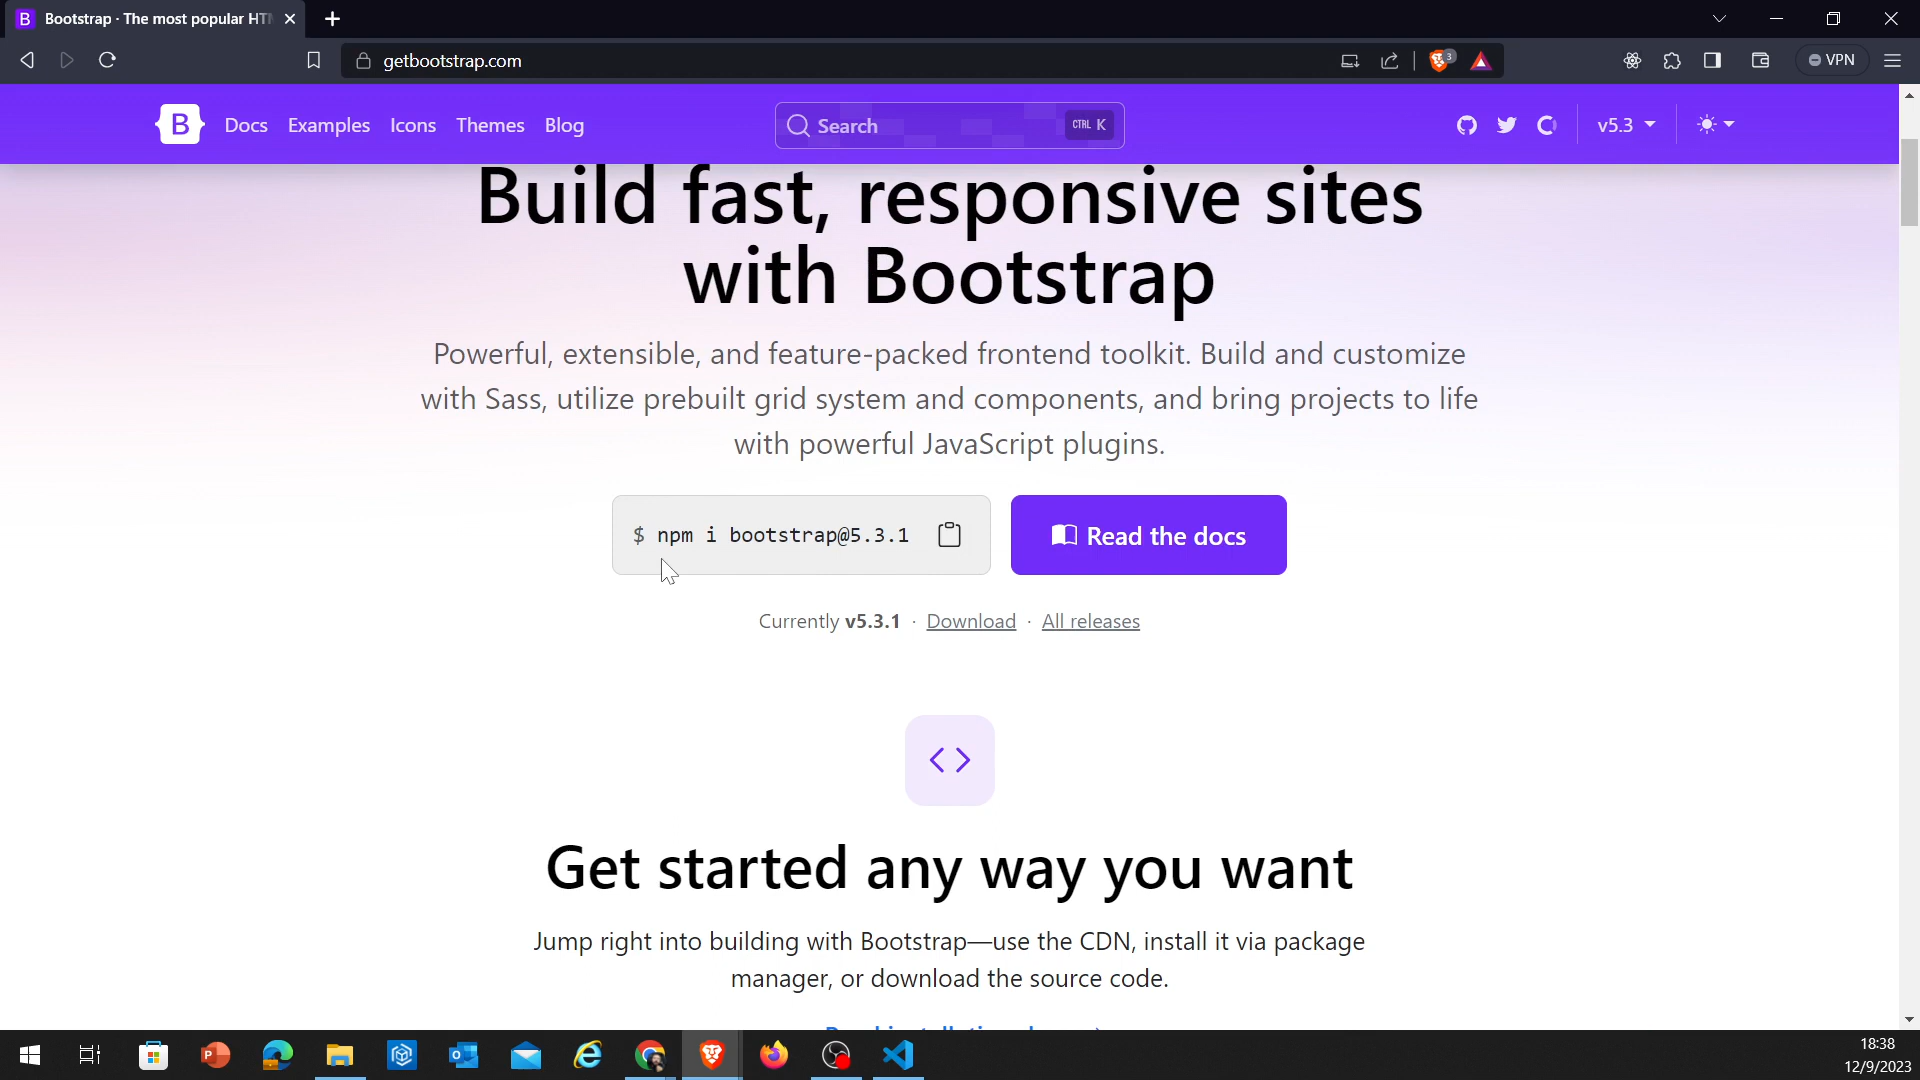 B Bootstrap · The most popular HT
getbootstrap.com
3
VPN
B Docs Examples Icons Themes Blog
Search
CTRL K
v5.3
Build fast, responsive sites
with Bootstrap
Powerful, extensible, and feature-packed frontend toolkit. Build and customize
with Sass, utilize prebuilt grid system and components, and bring projects to life
with powerful JavaScript plugins.
$ npm i bootstrap@5.3.1
Read the docs
Currently v5.3.1 · Download · All releases
Get started any way you want
Jump right into building with Bootstrap—use the CDN, install it via package
manager, or download the source code.
18:38
12/9/2023